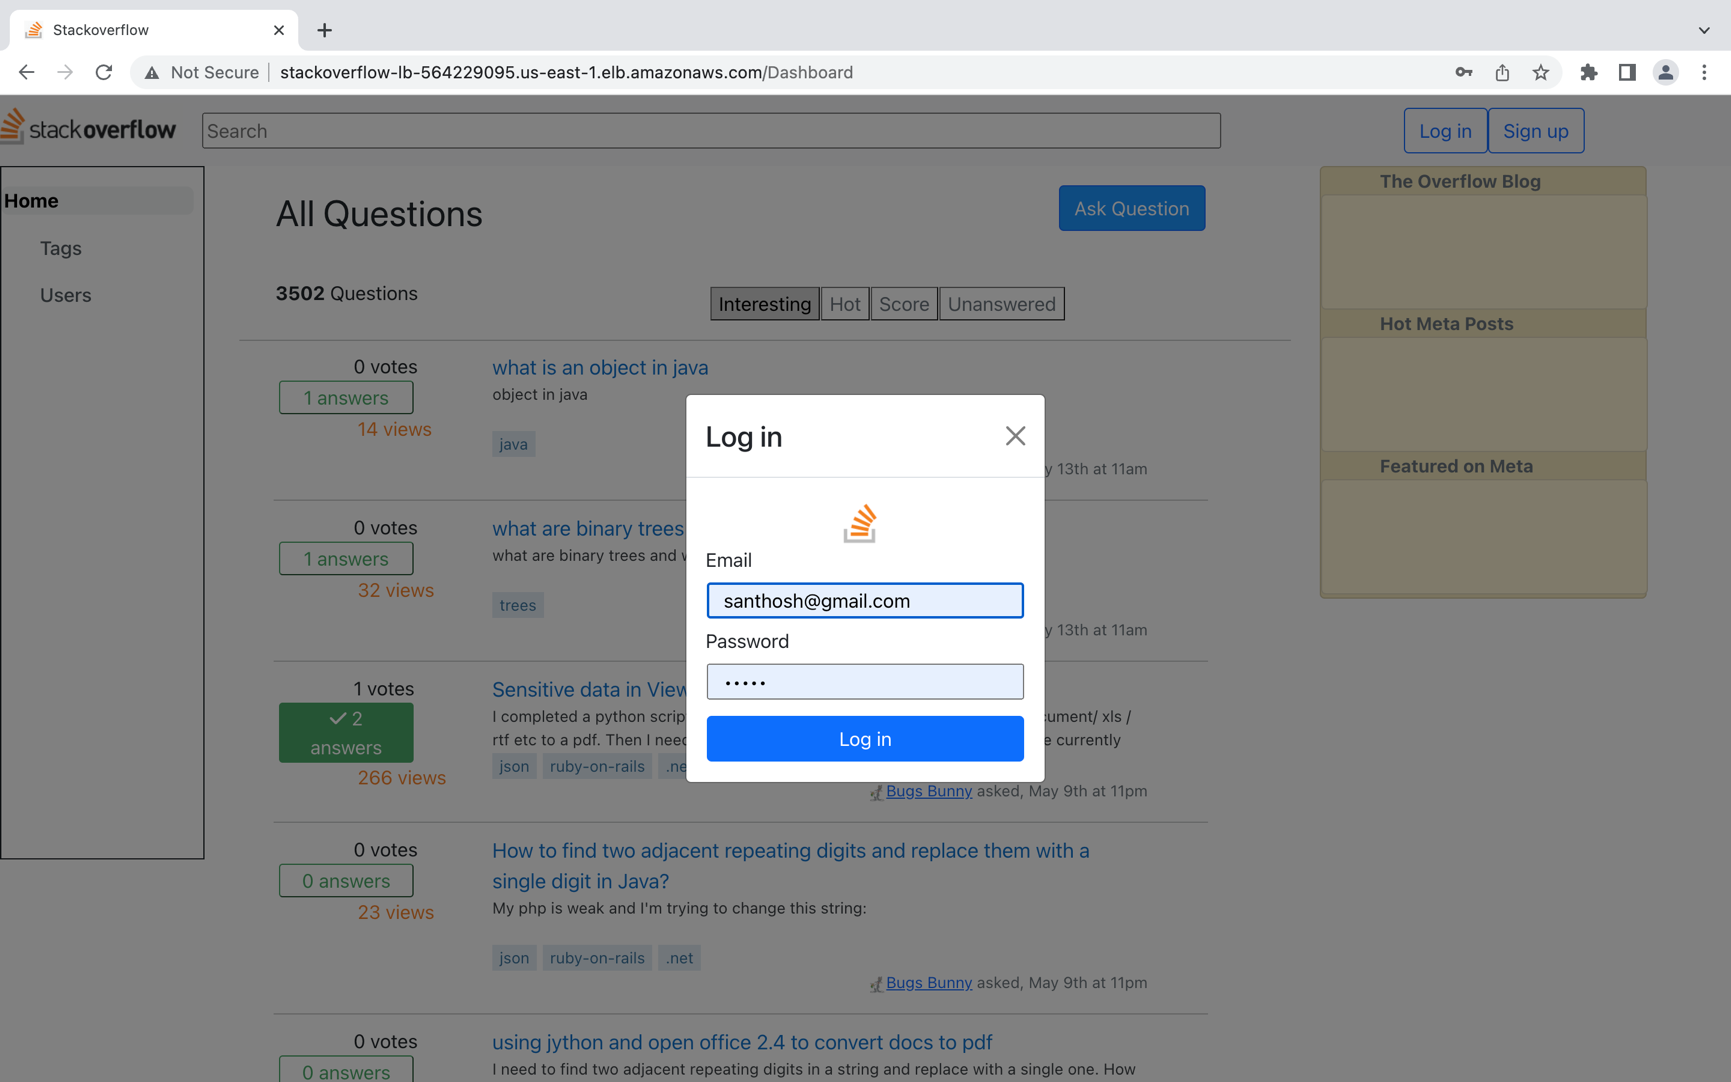 Stackoverflow
Not Secure
stackoverflow-lb-564229095.us-east-1.elb.amazonaws.com/Dashboard
stackoverflow
Search
Log in
Sign up
Home
Tags
Users
All Questions
Ask Question
3502 Questions
Interesting
Hot
Score
Unanswered
0 votes
1 answers
14 views
what is an object in java
object in java
java
y 13th at 11am
0 votes
1 answers
32 views
what are binary trees
what are binary trees and
trees
y 13th at 11am
1 votes
✓ 2
answers
266 views
Sensitive data in View
I completed a python scrip
ument/ xls /
rtf etc to a pdf. Then I need
e currently
json
ruby-on-rails
.ne
Bugs Bunny asked, May 9th at 11pm
0 votes
0 answers
23 views
How to find two adjacent repeating digits and replace them with a
single digit in Java?
My php is weak and I'm trying to change this string:
json
ruby-on-rails
.net
Bugs Bunny asked, May 9th at 11pm
0 votes
0 answers
using jython and open office 2.4 to convert docs to pdf
I need to find two adjacent repeating digits in a string and replace with a single one. How
Log in
Email
santhosh@gmail.com
Password
•••••
Log in
The Overflow Blog
Hot Meta Posts
Featured on Meta